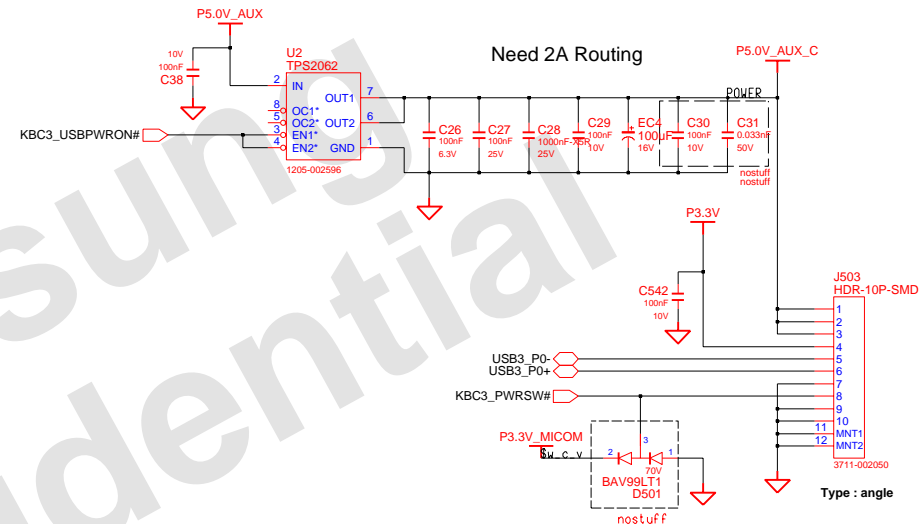 P5.0V_AUX
10V
100nF
C38
U2
TPS2062
2 IN
OUT1 7
8 OC1*
5 OC2*
OUT2 6
3 EN1*
4 EN2*
GND 1
1205-002596
KBC3_USBPWRON#
Need 2A Routing
P5.0V_AUX_C
POWER
C26
100nF
6.3V
C27
100nF
25V
C28
1000nF-X5R
25V
C29
100nF
10V
EC4
100uF
16V
C30
100nF
10V
C31
0.033nF
50V
nostuff
nostuff
P3.3V
C542
100nF
10V
J503
HDR-10P-SMD
1
2
3
4
5
6
7
8
9
10
11 MNT1
12 MNT2
3711-002050
Type : angle
USB3_P0-
USB3_P0+
KBC3_PWRSW#
P3.3V_MICOM
SW_C_V
2
3
1
70V
BAV99LT1
D501
nostuff
sung
fidential